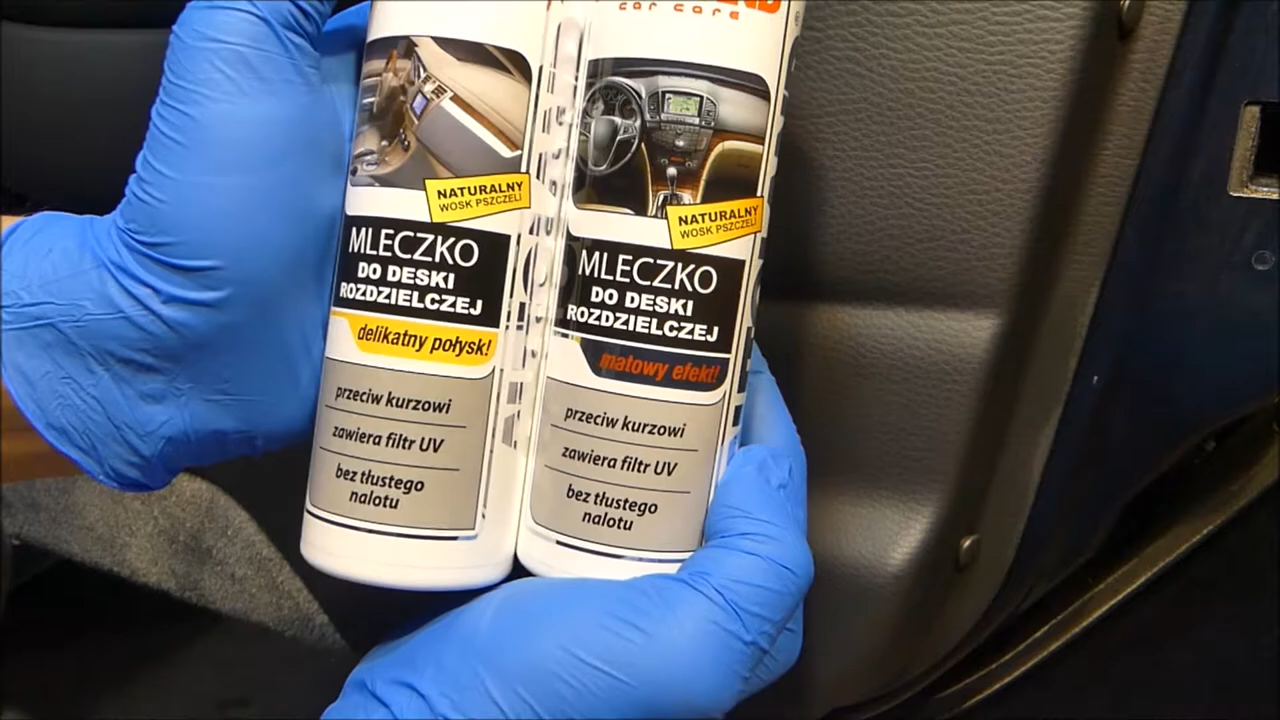 car care
NATURALNY
WOSK PSZCZELI
MLECZKO
DO DESKI
ROZDZIELCZEJ
delikatny połysk!
przeciw kurzowi
zawiera filtr UV
bez tłustego
nalotu
NATURALNY
WOSK PSZCZELI
MLECZKO
DO DESKI
ROZDZIELCZEJ
matowy efekt!
przeciw kurzowi
zawiera filtr UV
bez tłustego
nalotu